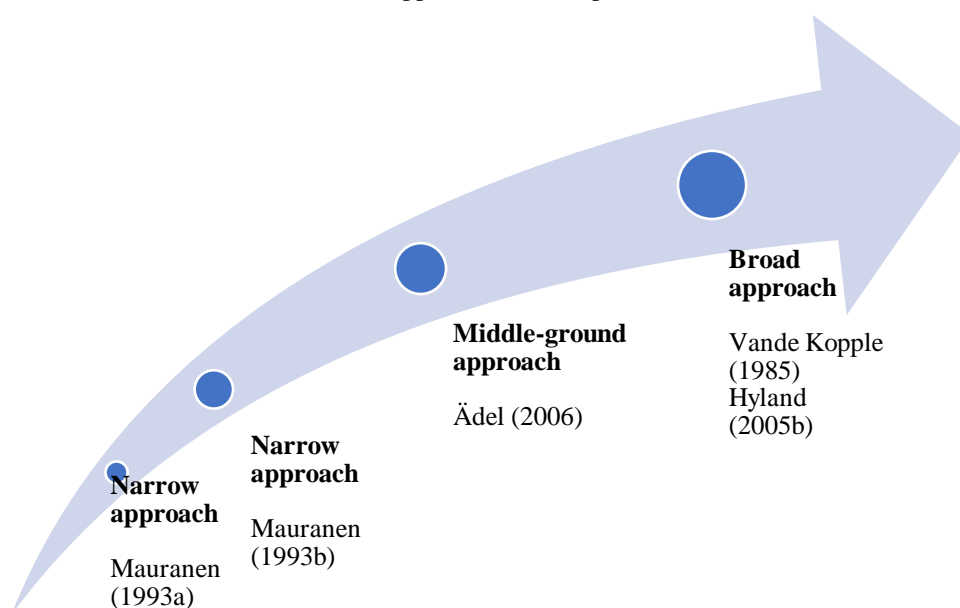 Narrow
approach
Mauranen
(1993a)
Narrow
approach
Mauranen
(1993b)
Middle-ground
approach
Ädel (2006)
Broad
approach
Vande Kopple
(1985)
Hyland
(2005b)